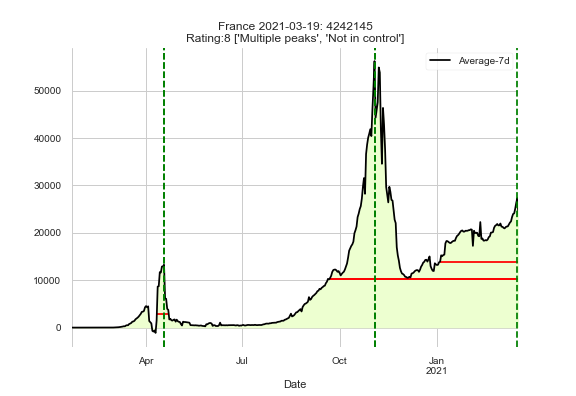 France 2021-03-19: 4242145
Rating:8 ['Multiple peaks', 'Not in control']
Average-7d
50000
40000
30000
20000
10000
0
Apr
Jul
Oct
Jan
2021
Date